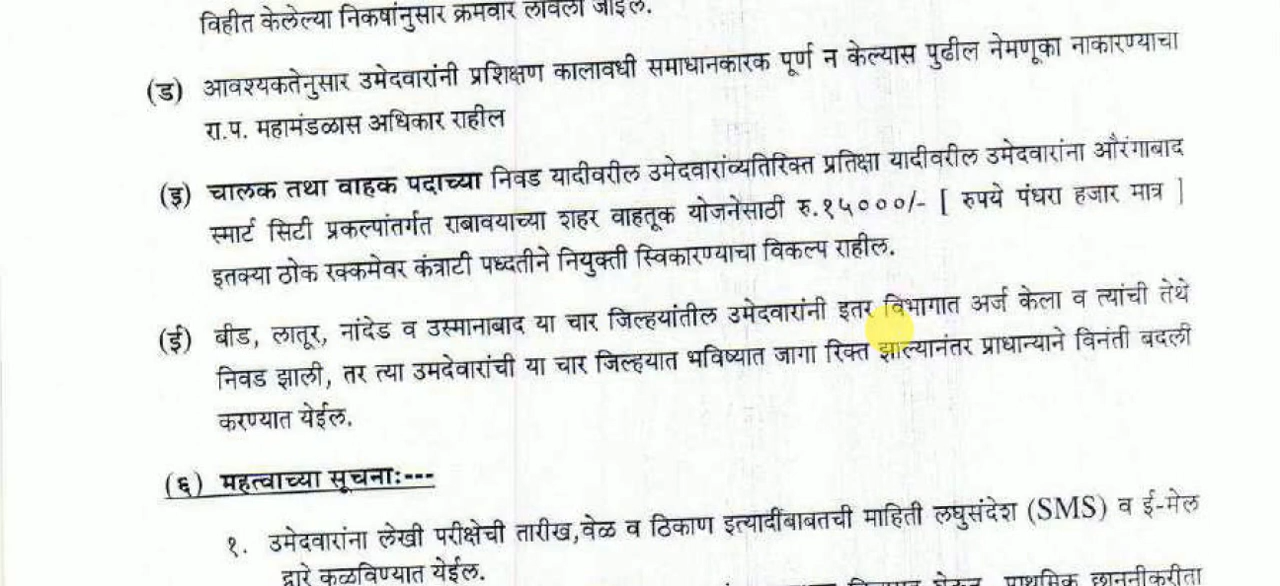 विहीत केलेल्या निकषांनुसार क्रमवार लावली जाईल.
(ड) आवश्यकतेनुसार उमेदवारांनी प्रशिक्षण कालावधी समाधानकारक पूर्ण न केल्यास पुढील नेमणूका नाकारण्याचा
रा.प. महामंडळास अधिकार राहील
(इ) चालक तथा वाहक पदाच्या निवड यादीवरील उमेदवारांव्यतिरिक्त प्रतिक्षा यादीवरील उमेदवारांना औरंगाबाद
स्मार्ट सिटी प्रकल्पांतर्गत राबावयाच्या शहर वाहतूक योजनेसाठी रु.१५०००/- [ रुपये पंधरा हजार मात्र ]
इतक्या ठोक रक्कमेवर कंत्राटी पध्दतीने नियुक्ती स्विकारण्याचा विकल्प राहील.
(ई) बीड, लातूर, नांदेड व उस्मानाबाद या चार जिल्हयांतील उमेदवारांनी इतर विभागात अर्ज केला व त्यांची तेथे
निवड झाली, तर त्या उमदेवारांची या चार जिल्हयात भविष्यात जागा रिक्त झाल्यानंतर प्राधान्याने विनंती बदली
करण्यात येईल.
(६) महत्वाच्या सूचनाः---
१. उमेदवारांना लेखी परीक्षेची तारीख,वेळ व ठिकाण इत्यादींबाबतची माहिती लघुसंदेश (SMS) व ई-मेल
द्वारे कळविण्यात येईल.
प्राथमिक छाननीकरीता